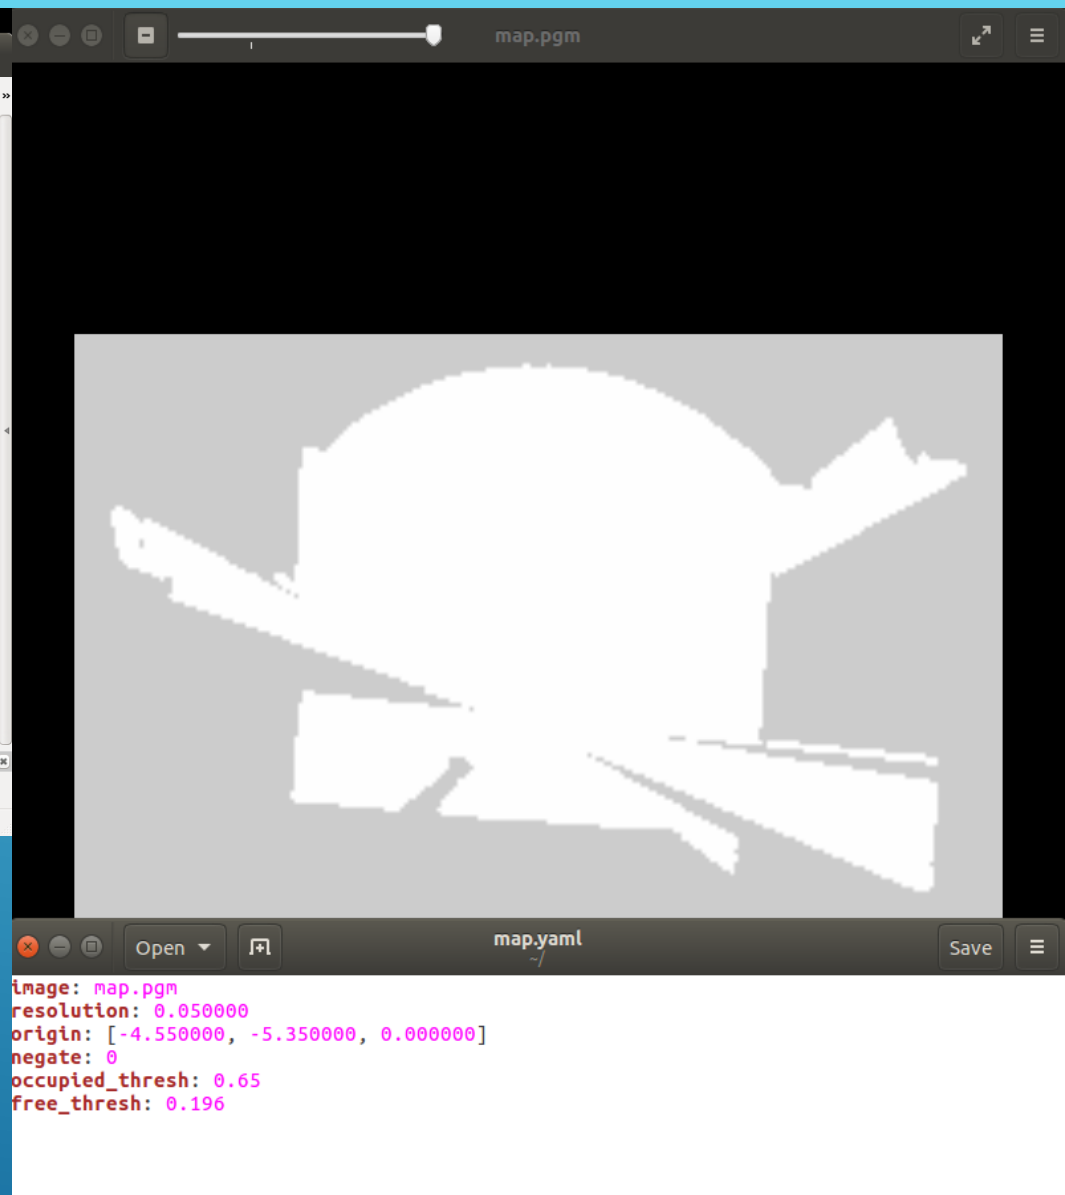 map.pgm
Open
map.yaml
~/
Save
image: map.pgm
resolution: 0.050000
origin: [-4.550000, -5.350000, 0.000000]
negate: 0
occupied_thresh: 0.65
free_thresh: 0.196